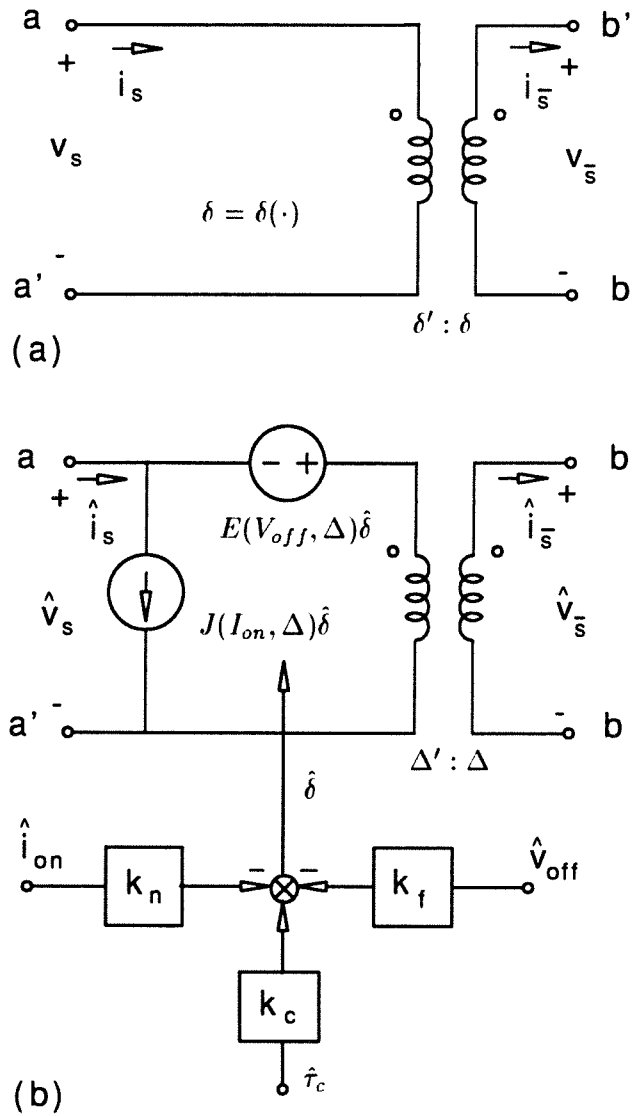 a b'
+ i_s i_s̄ +
v_s v_s̄
δ = δ(·)
- -
a' b
δ' : δ
(a)
a b
+ î_s - + î_s̄ +
E(V_off, Δ)δ̂
v̂_s v̂_s̄
J(I_on, Δ)δ̂
- -
a' b
Δ' : Δ
δ̂
î_on v̂_off
k_n - - k_f
k_c
τ̂_c
(b)